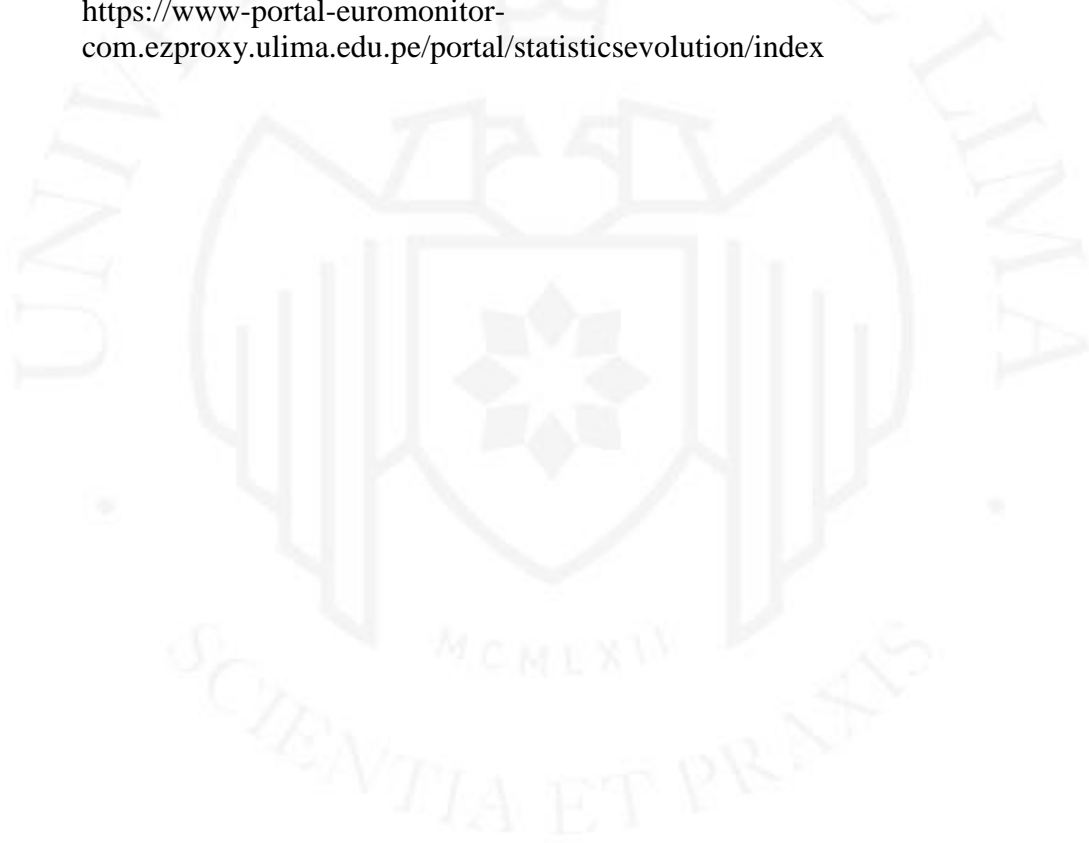 https://www-portal-euromonitor-
com.ezproxy.ulima.edu.pe/portal/statisticsevolution/index
MCMLXII
SCIENTIA ET PRAXIS